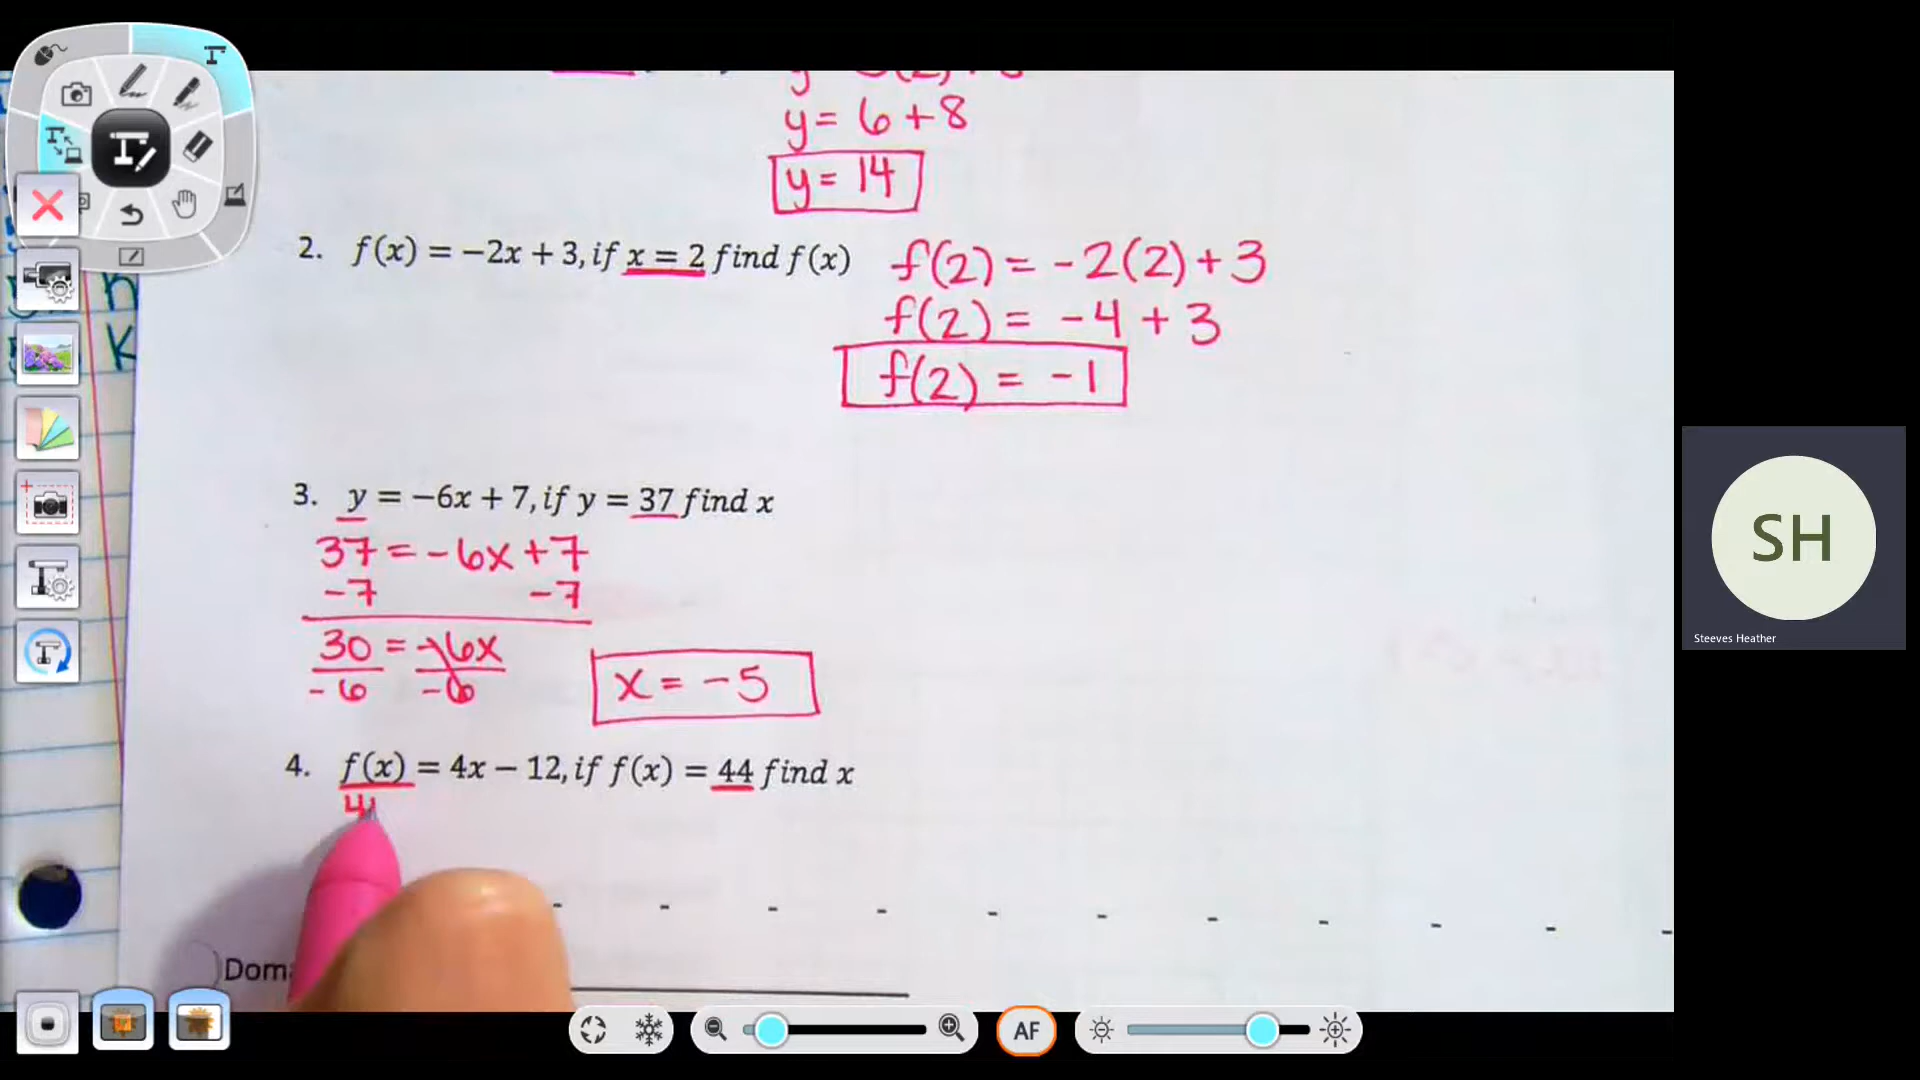 y = 6 + 8
y = 14
2. f(x) = −2x + 3, if x = 2 find f(x)
f(2) = -2(2) + 3
f(2) = -4 + 3
f(2) = -1
3. y = −6x + 7, if y = 37 find x
37 = -6x + 7
-7 -7
30 = -6x
-6 -6
x = -5
4. f(x) = 4x − 12, if f(x) = 44 find x
4
K
SH
Steeves Heather
AF